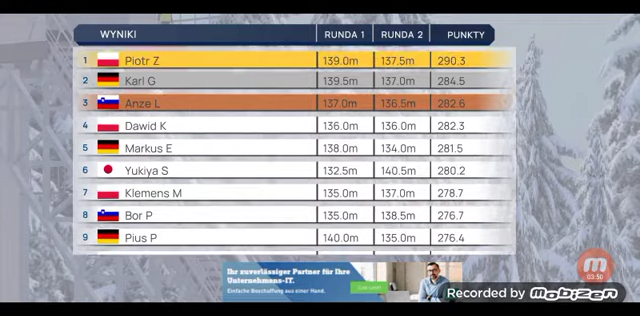 WYNIKI RUNDA 1 RUNDA 2 PUNKTY
1 Piotr Z 139.0m 137.5m 290.3
2 Karl G 139.5m 137.0m 284.5
3 Anze L 137.0m 136.5m 282.6
4 Dawid K 136.0m 136.0m 282.3
5 Markus E 138.0m 134.0m 281.5
6 Yukiya S 132.5m 140.5m 280.2
7 Klemens M 135.0m 137.0m 278.7
8 Bor P 135.0m 138.5m 276.7
9 Pius P 140.0m 135.0m 276.4
Ihr zuverlässiger Partner für Ihre
Unternehmens-IT.
Einfache Beschaffung aus einer Hand.
M
03:50
Recorded by mobizen